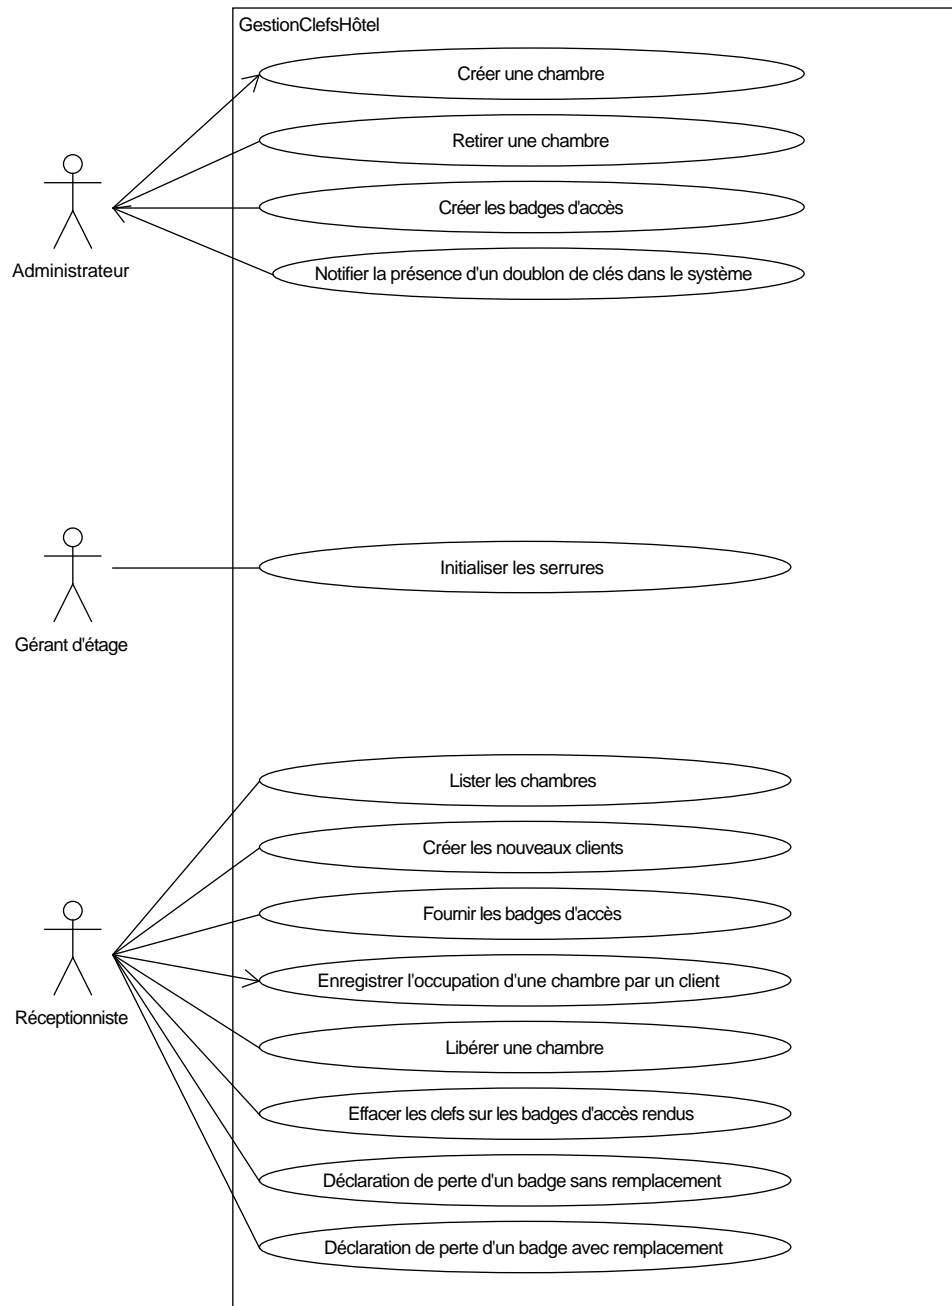 GestionClefsHôtel
Créer une chambre
Retirer une chambre
Créer les badges d'accès
Notifier la présence d'un doublon de clés dans le système
Administrateur
Initialiser les serrures
Gérant d'étage
Lister les chambres
Créer les nouveaux clients
Fournir les badges d'accès
Enregistrer l'occupation d'une chambre par un client
Réceptionniste
Libérer une chambre
Effacer les clefs sur les badges d'accès rendus
Déclaration de perte d'un badge sans remplacement
Déclaration de perte d'un badge avec remplacement